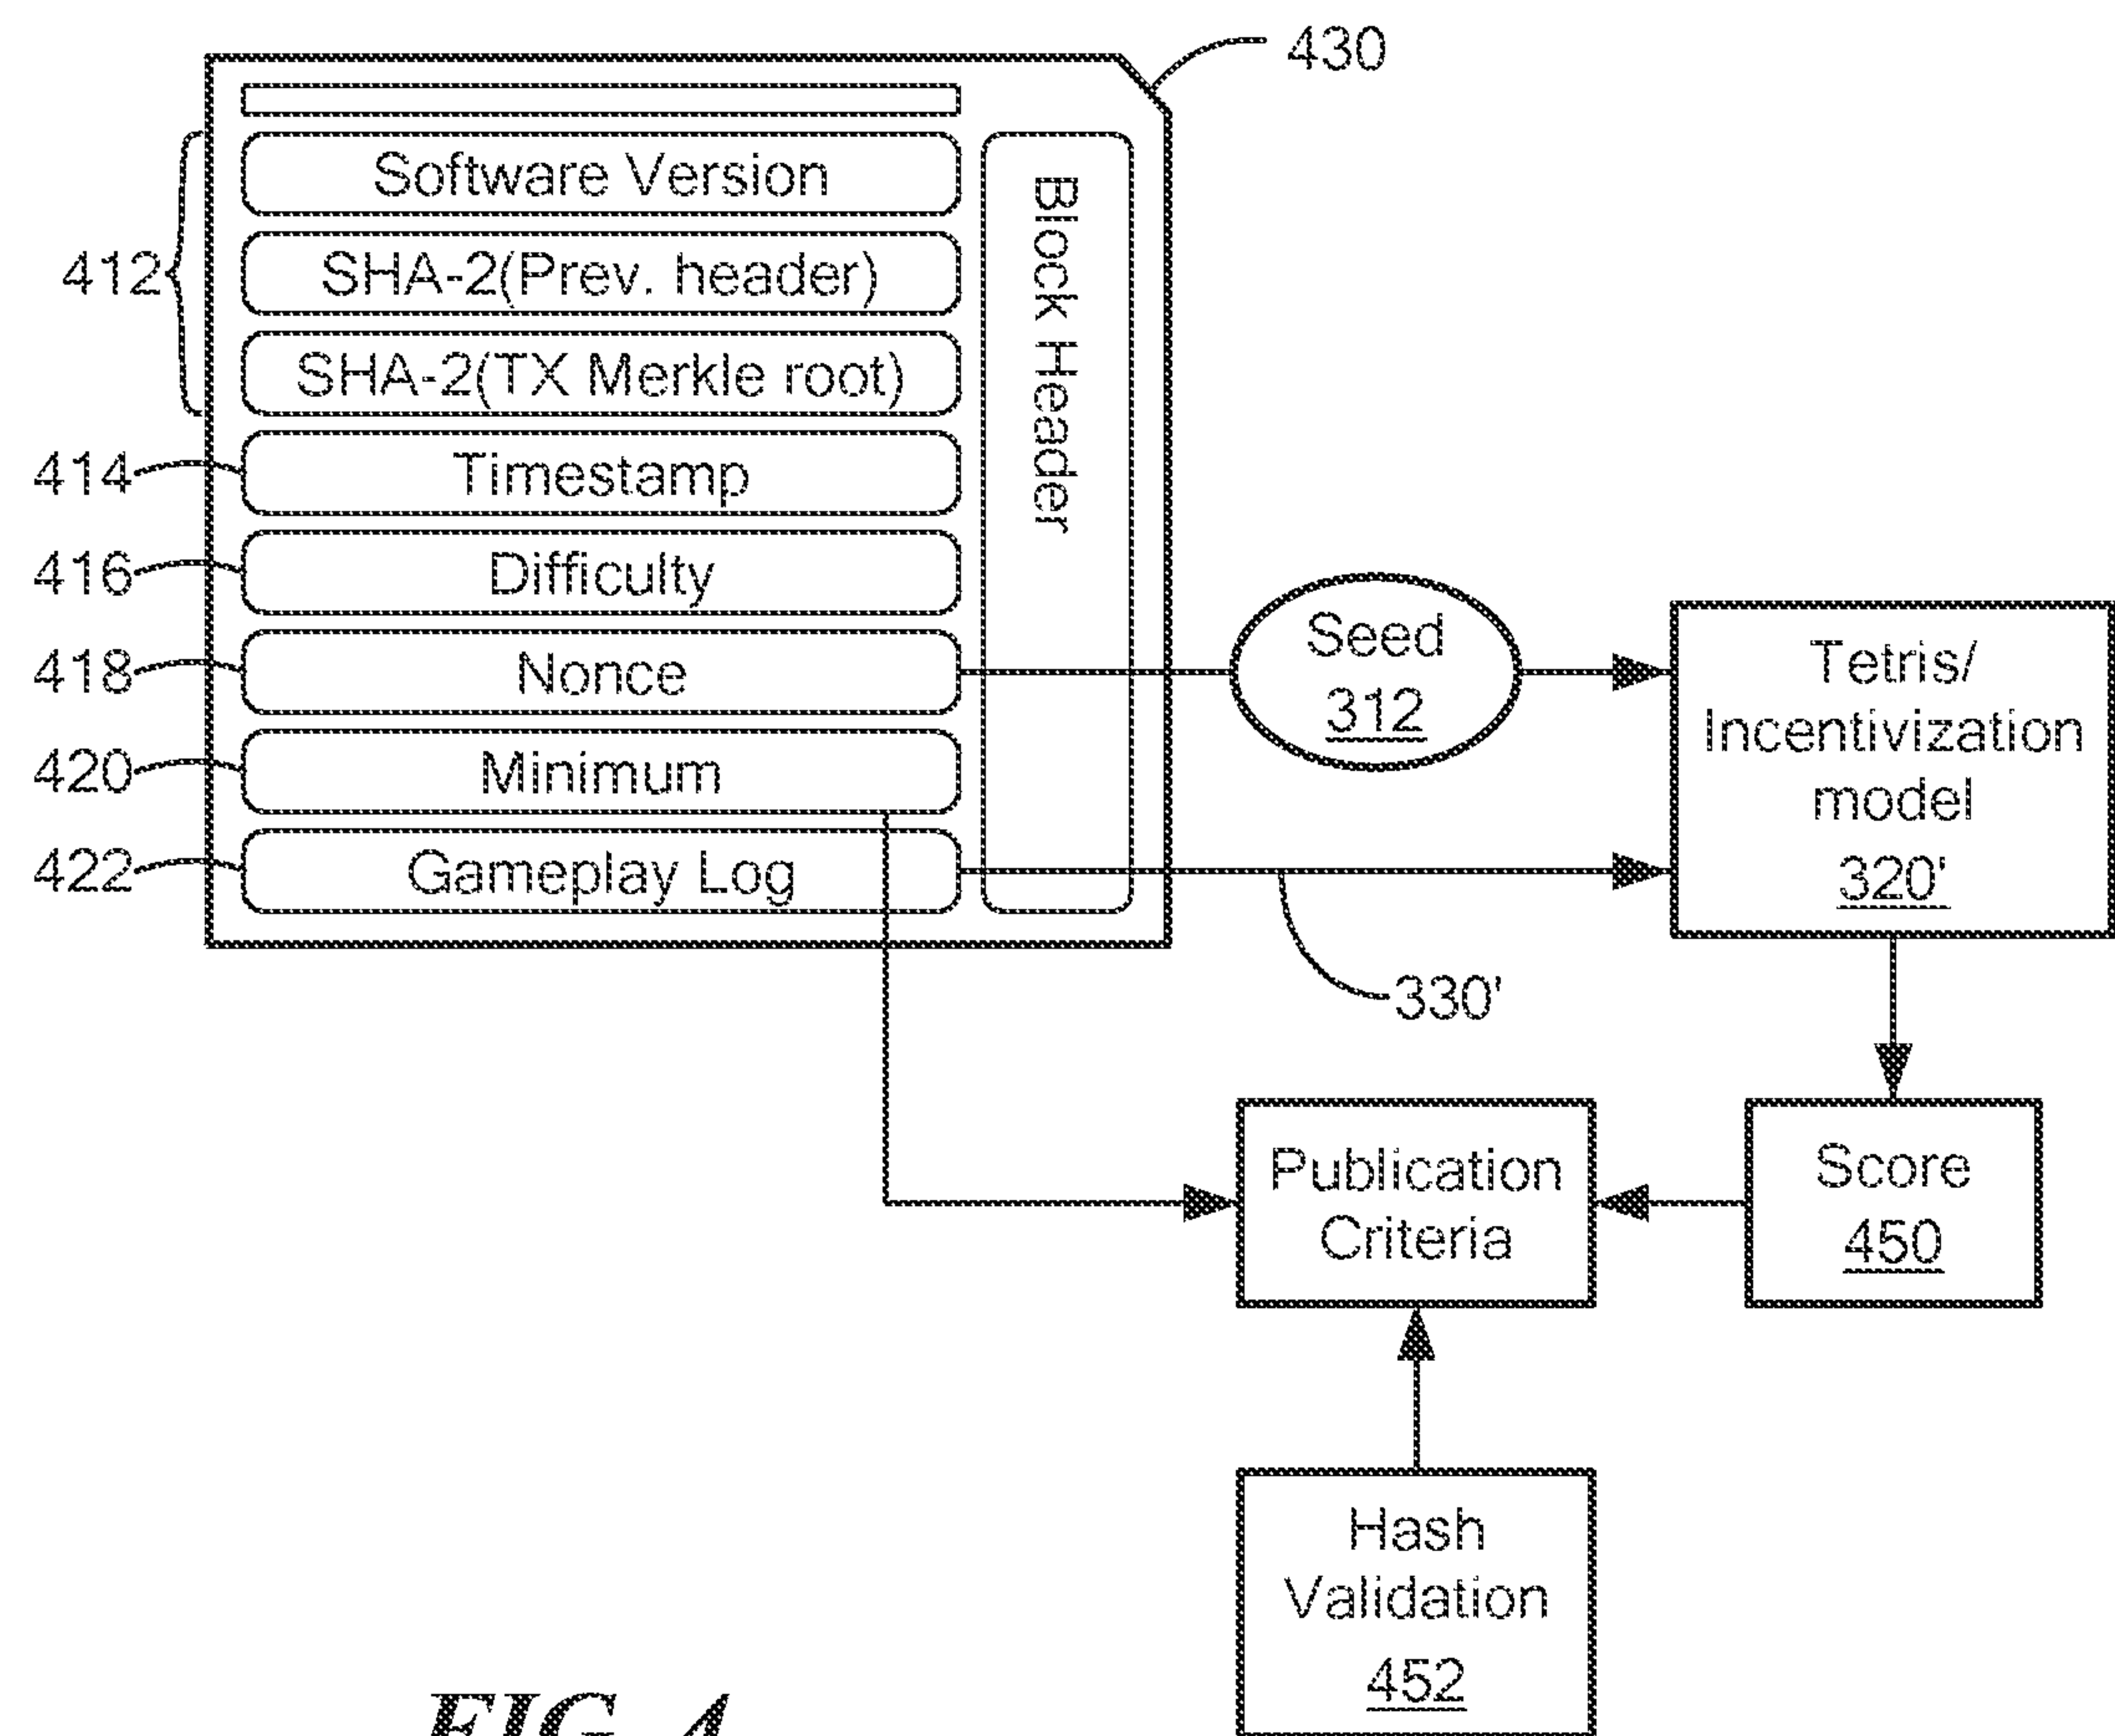 430
Software Version
SHA-2(Prev. header)
412
SHA-2(TX Merkle root)
414
Timestamp
416
Difficulty
418
Nonce
420
Minimum
422
Gameplay Log
Block Header
Seed
312
Tetris/
Incentivization
model
320'
330'
Publication
Criteria
Score
450
Hash
Validation
452
FIG. 4